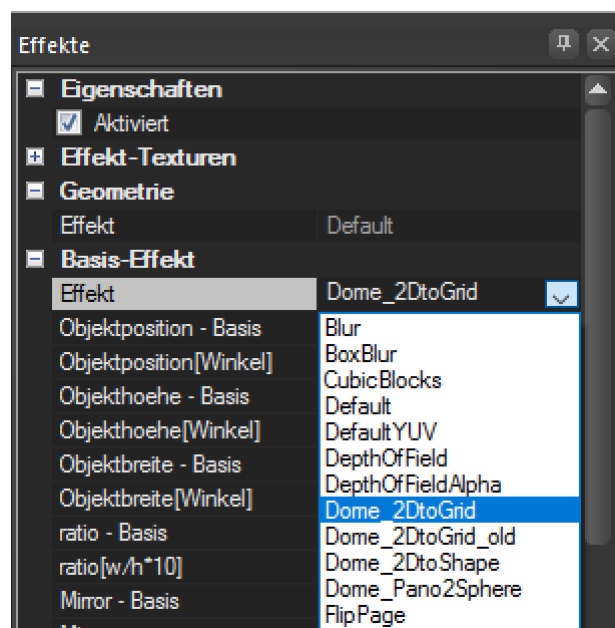 Effekte
Eigenschaften
Aktiviert
Effekt-Texturen
Geometrie
Effekt Default
Basis-Effekt
Effekt Dome_2DtoGrid
Objektposition - Basis
Objektposition[Winkel]
Objekthoehe - Basis
Objekthoehe[Winkel]
Objektbreite - Basis
Objektbreite[Winkel]
ratio - Basis
ratio[w/h*10]
Mirror - Basis
Blur
BoxBlur
CubicBlocks
Default
DefaultYUV
DepthOfField
DepthOfFieldAlpha
Dome_2DtoGrid
Dome_2DtoGrid_old
Dome_2DtoShape
Dome_Pano2Sphere
FlipPage